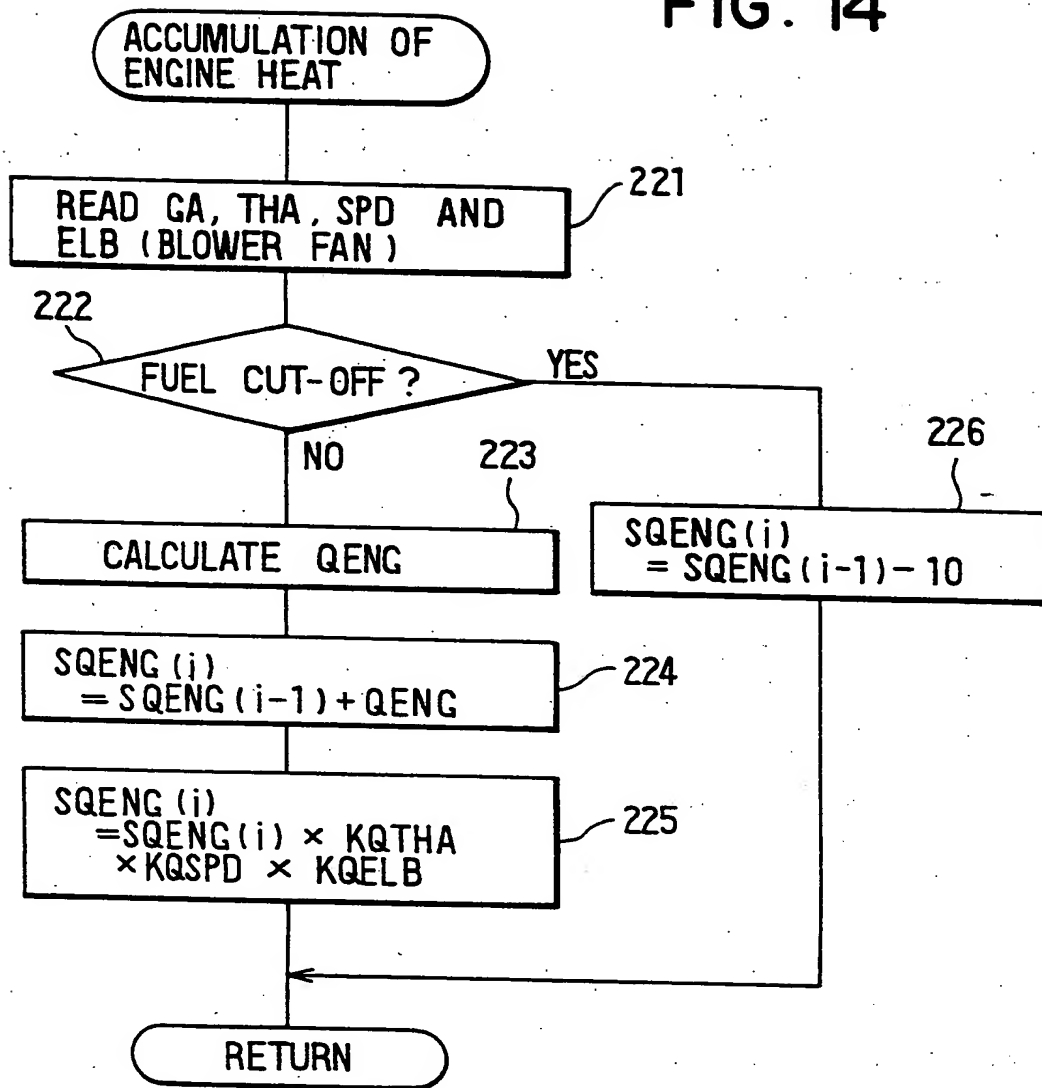 FIG. 14
ACCUMULATION OF
ENGINE HEAT
221
READ GA, THA, SPD AND
ELB (BLOWER FAN)
222
FUEL CUT-OFF?
YES
NO
223
CALCULATE QENG
226
SQENG(i)
= SQENG(i-1)-10
SQENG(i)
= SQENG(i-1)+QENG
224
SQENG(i)
=SQENG(i) × KQTHA
×KQSPD × KQELB
225
RETURN